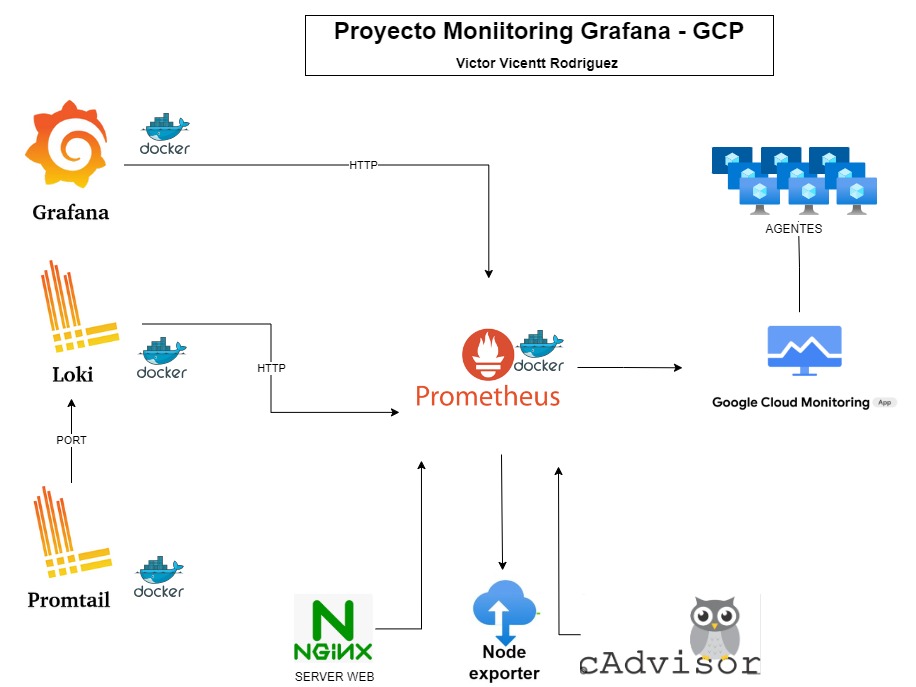 Proyecto Moniitoring Grafana - GCP
Victor Vicentt Rodriguez
docker
HTTP
Grafana
AGENTES
Loki
docker
HTTP
docker
Prometheus
Google Cloud Monitoring App
PORT
Promtail
docker
NGiNX
SERVER WEB
Node
exporter
cAdvisor